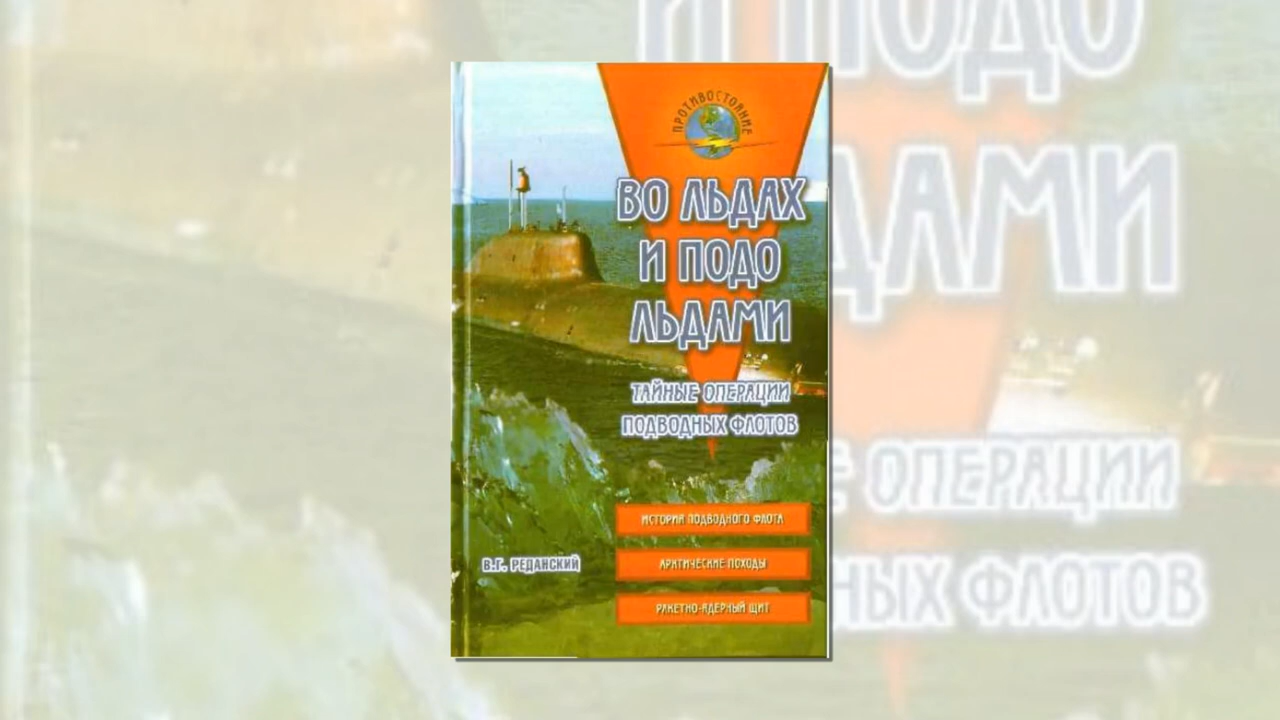 ПРОТИВОСТОЯНИЕ
ВО ЛЬДАХ
И ПОДО
ЛЬДАМИ
ТАЙНЫЕ ОПЕРАЦИИ
ПОДВОДНЫХ ФЛОТОВ
ИСТОРИЯ ПОДВОДНОГО ФЛОТА
В.Г. РЕДАНСКИЙ
АРКТИЧЕСКИЕ ПОХОДЫ
РАКЕТНО-ЯДЕРНЫЙ ЩИТ
И ПОДО
ДАМИ
Е ОПЕРАЦИИ
НЫХ ФЛОТОВ